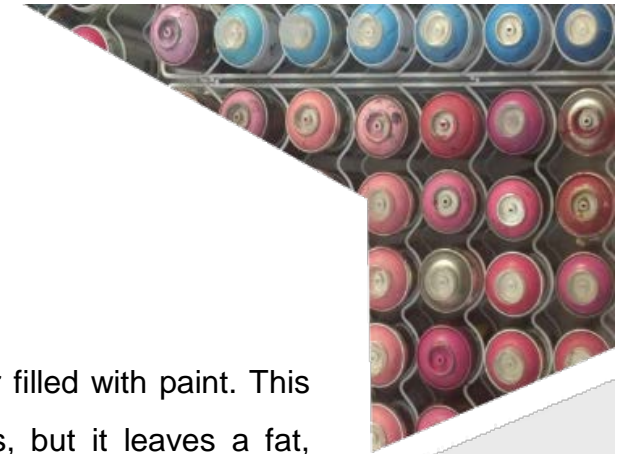 filled with paint. This
s, but it leaves a fat,